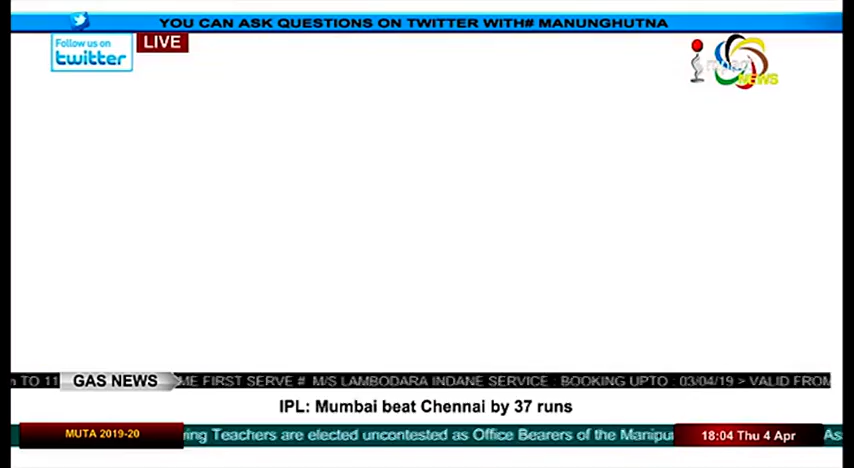 YOU CAN ASK QUESTIONS ON TWITTER WITH# MANUNGHUTNA
Follow us on
twitter
LIVE
NEWS
TO 11
GAS NEWS
ME FIRST SERVE # M/S LAMBODARA INDANE SERVICE : BOOKING UPTO : 03/04/19 > VALID FROM
IPL: Mumbai beat Chennai by 37 runs
MUTA 2019-20
ring Teachers are elected uncontested as Office Bearers of the Manipu
18:04 Thu 4 Apr
As